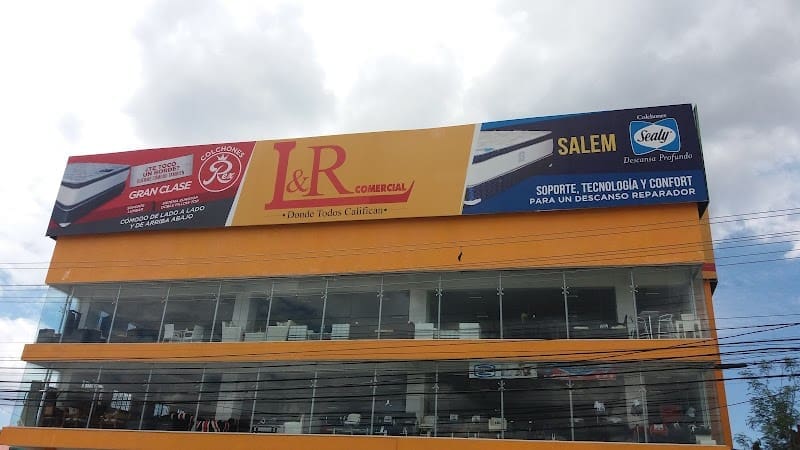 ¿TE TOCÓ
UN BORDE?
GRAN CLASE
CÓMODO DE LADO A LADO
Y DE ARRIBA ABAJO
COLCHONES
Rex
L&R COMERCIAL
• Donde Todos Califican •
SALEM
Colchones
Sealy
Descansa Profundo
SOPORTE, TECNOLOGÍA Y CONFORT
PARA UN DESCANSO REPARADOR